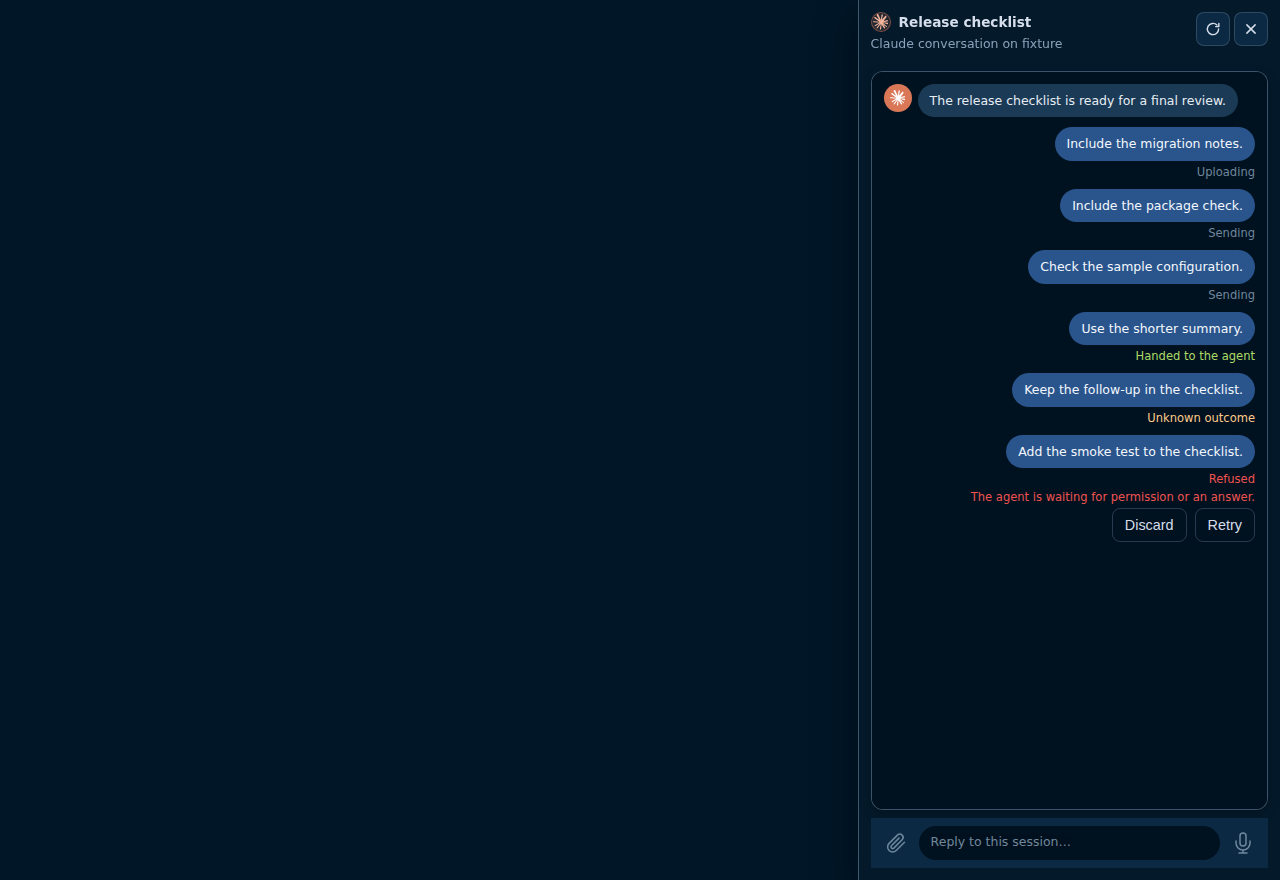 Release checklist
Claude conversation on fixture
The release checklist is ready for a final review.
Include the migration notes.
Uploading
Include the package check.
Sending
Check the sample configuration.
Sending
Use the shorter summary.
Handed to the agent
Keep the follow-up in the checklist.
Unknown outcome
Add the smoke test to the checklist.
Refused
The agent is waiting for permission or an answer.
Discard Retry
Reply to this session...